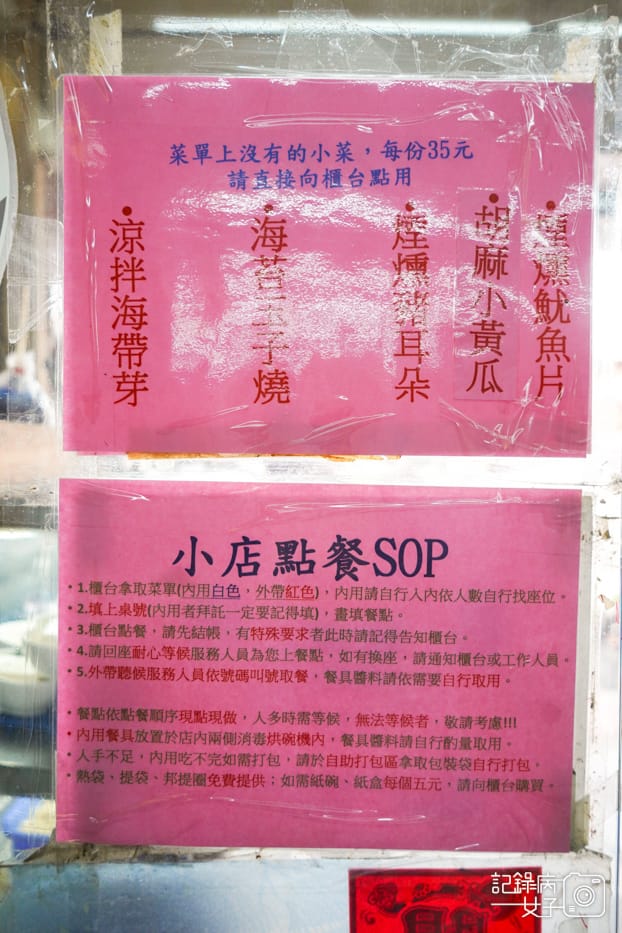 菜單上沒有的小菜，每份35元
請直接向櫃台點用
•煙燻魷魚片
•胡麻小黃瓜
•煙燻豬耳朵
•海苔玉子燒
•涼拌海帶芽
小店點餐SOP
•1.櫃台拿取菜單(內用白色，外帶紅色)，內用請自行入內依人數自行找座位。
•2.填上桌號(內用者拜託一定要記得填)，畫填餐點。
•3.櫃台點餐，請先結帳，有特殊要求者此時請記得告知櫃台。
•4.請回座耐心等候服務人員為您上餐點，如有換座，請通知櫃台或工作人員。
•5.外帶聽候服務人員依號碼叫號取餐，餐具醬料請依需要自行取用。
•餐點依點餐順序現點現做，人多時需等候，無法等候者，敬請考慮!!!
•內用餐具放置於店內兩側消毒烘碗機內，餐具醬料請自行酌量取用。
•人手不足，內用吃不完如需打包，請於自助打包區拿取包裝袋自行打包。
•熱袋、提袋、邦提圈免費提供；如需紙碗、紙盒每個五元，請向櫃台購買。
記錄病
女子